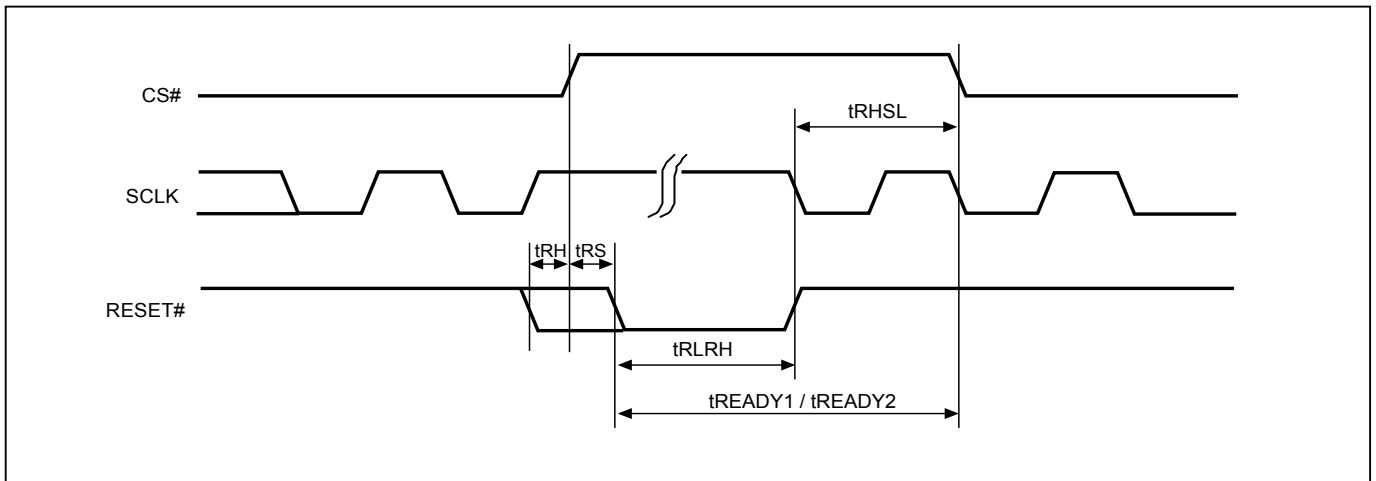 CS#
tRHSL
SCLK
tRH tRS
RESET#
tRLRH
tREADY1 / tREADY2